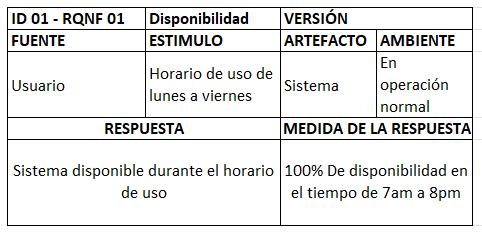 ID 01 - RQNF 01 Disponibilidad VERSIÓN
FUENTE ESTIMULO ARTEFACTO AMBIENTE
Usuario
Horario de uso de
lunes a viernes
Sistema
En
operación
normal
RESPUESTA MEDIDA DE LA RESPUESTA
Sistema disponible durante el horario
de uso
100% De disponibilidad en
el tiempo de 7am a 8pm